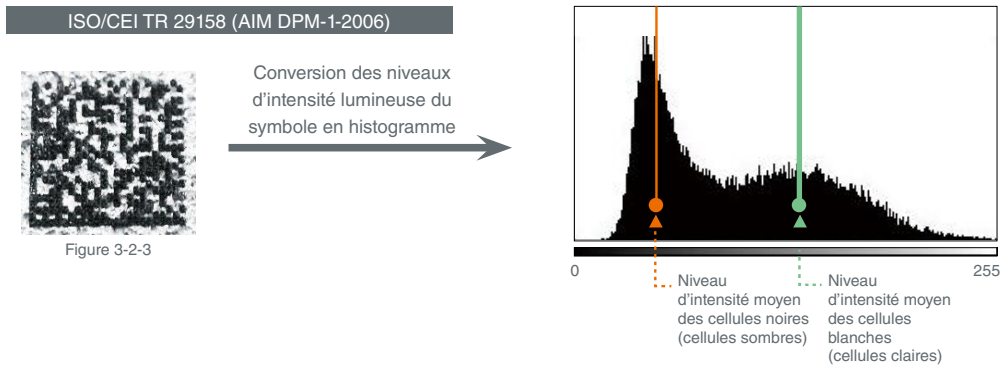 ISO/CEI TR 29158 (AIM DPM-1-2006)
Conversion des niveaux
d'intensité lumineuse du
symbole en histogramme
Figure 3-2-3
0
255
Niveau
d'intensité moyen
des cellules noires
(cellules sombres)
Niveau
d'intensité moyen
des cellules
blanches
(cellules claires)